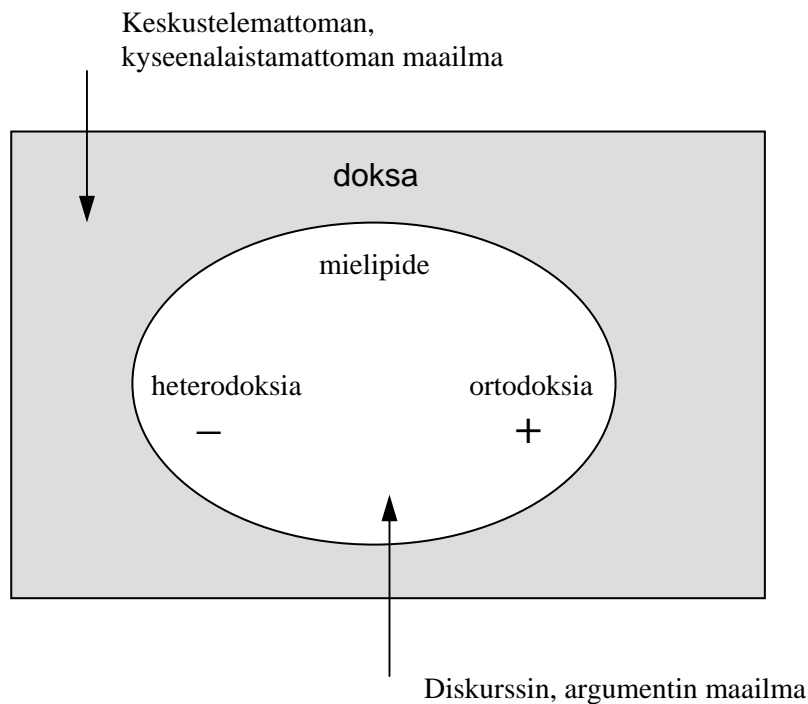 Keskustelemattoman,
kyseenalaistamattoman maailma
doksa
mielipide
heterodoksia
ortodoksia
–
+
Diskurssin, argumentin maailma